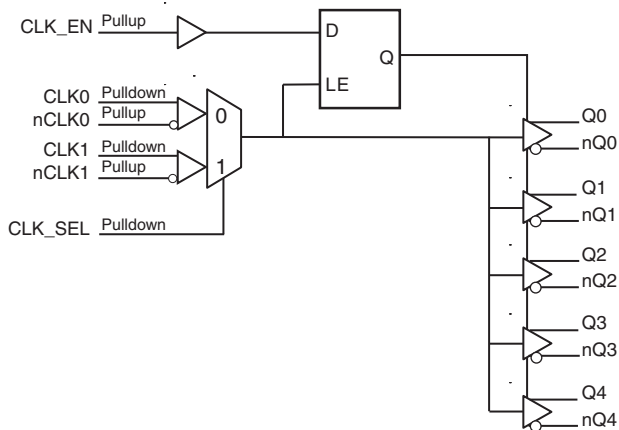 CLK_EN Pullup
D
Q
LE
CLK0 Pulldown
nCLK0 Pullup
0
CLK1 Pulldown
nCLK1 Pullup
1
CLK_SEL Pulldown
Q0
nQ0
Q1
nQ1
Q2
nQ2
Q3
nQ3
Q4
nQ4